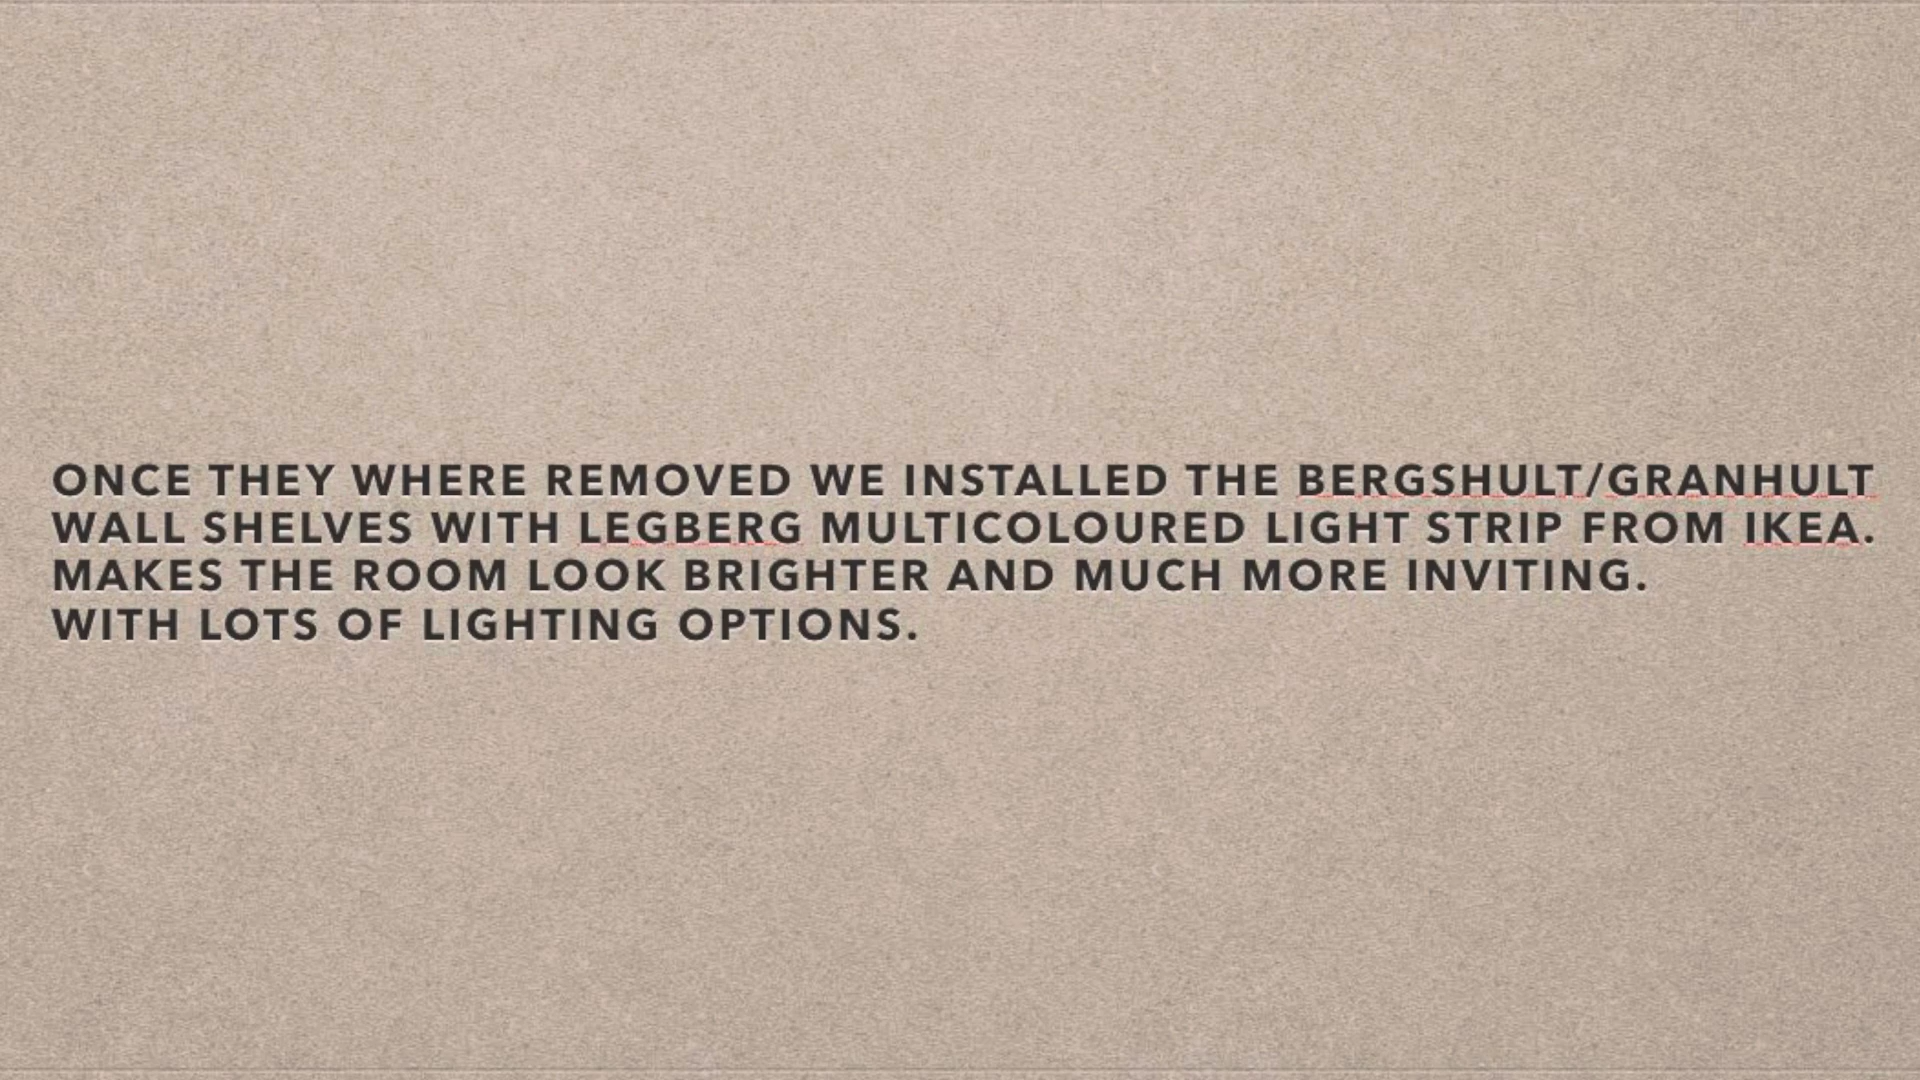 ONCE THEY WHERE REMOVED WE INSTALLED THE BERGSHULT/GRANHULT
WALL SHELVES WITH LEGBERG MULTICOLOURED LIGHT STRIP FROM IKEA.
MAKES THE ROOM LOOK BRIGHTER AND MUCH MORE INVITING.
WITH LOTS OF LIGHTING OPTIONS.